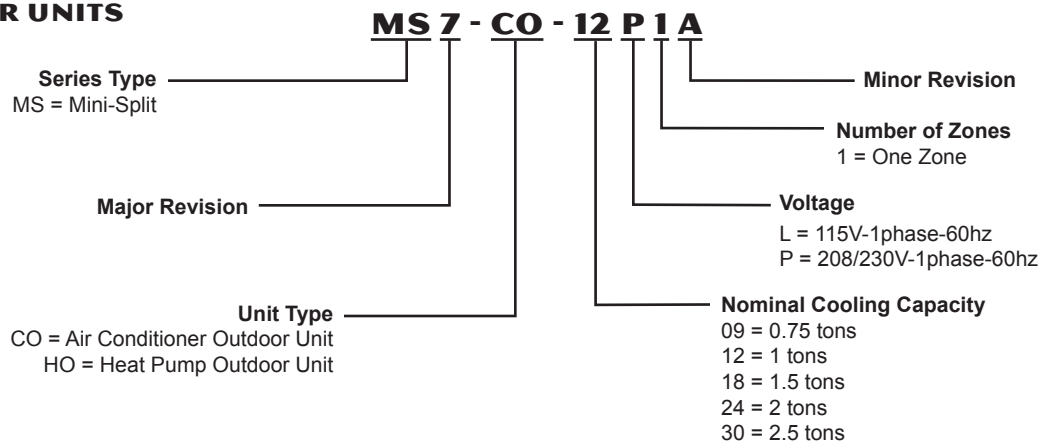 R UNITS
MS 7 - CO - 12 P 1 A
Series Type
MS = Mini-Split
Major Revision
Unit Type
CO = Air Conditioner Outdoor Unit
HO = Heat Pump Outdoor Unit
Minor Revision
Number of Zones
1 = One Zone
Voltage
L = 115V-1phase-60hz
P = 208/230V-1phase-60hz
Nominal Cooling Capacity
09 = 0.75 tons
12 = 1 tons
18 = 1.5 tons
24 = 2 tons
30 = 2.5 tons